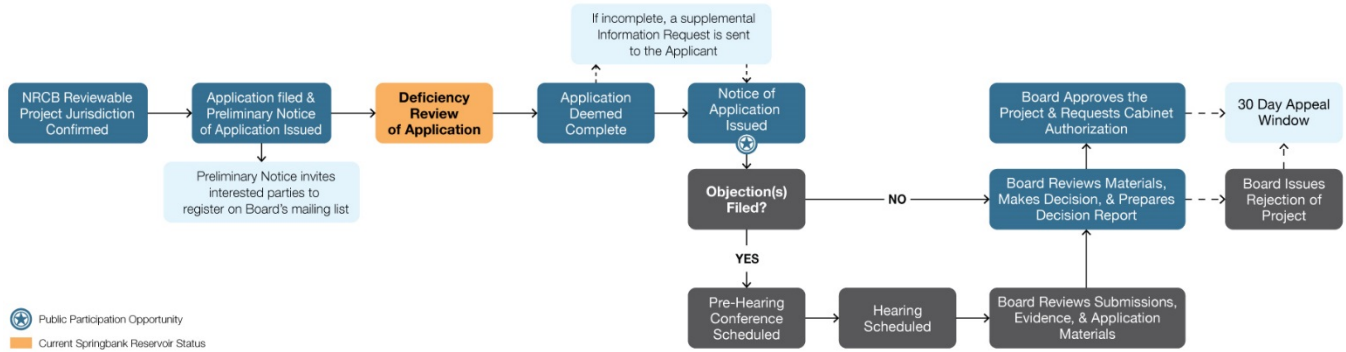 If incomplete, a supplemental
Information Request is sent
to the Applicant
NRCB Reviewable
Project Jurisdiction
Confirmed
Application filed &
Preliminary Notice
of Application Issued
Deficiency
Review
of Application
Application
Deemed
Complete
Notice of
Application
Issued
Board Approves the
Project & Requests Cabinet
Authorization
30 Day Appeal
Window
Preliminary Notice invites
interested parties to
register on Board's mailing list
Objection(s)
Filed?
NO
Board Reviews Materials,
Makes Decision, & Prepares
Decision Report
Board Issues
Rejection of
Project
YES
Pre-Hearing
Conference
Scheduled
Hearing
Scheduled
Board Reviews Submissions,
Evidence, & Application
Materials
Public Participation Opportunity
Current Springbank Reservoir Status